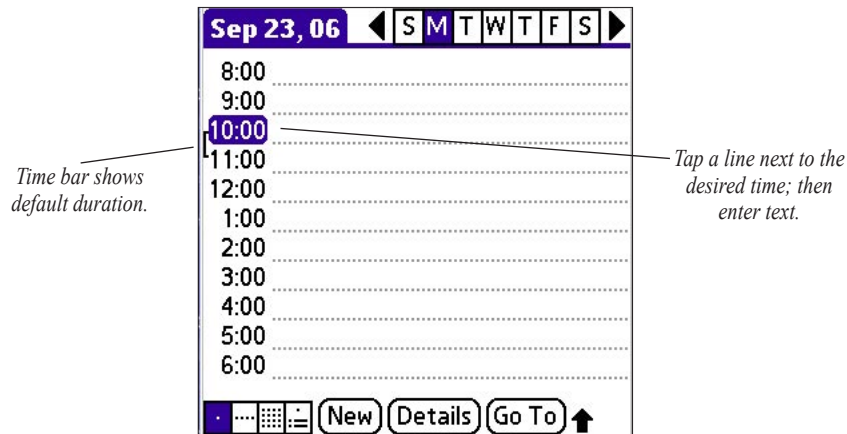 Sep 23, 06 S M T W T F S
8:00
9:00
10:00
11:00
12:00
1:00
2:00
3:00
4:00
5:00
6:00
New Details Go To
Time bar shows
default duration.
Tap a line next to the
desired time; then
enter text.